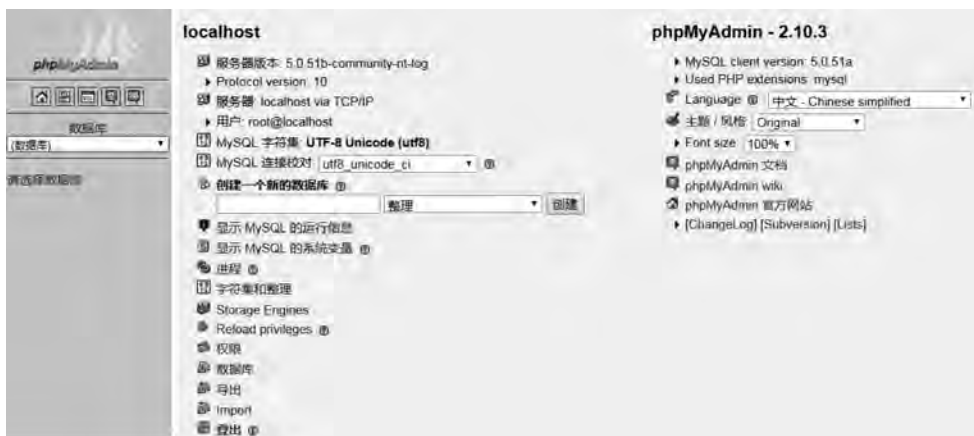 phpMyAdmin
数据库
(数据库)
请选择数据库
localhost
服务器版本: 5.0.51b-community-nt-log
Protocol version: 10
服务器: localhost via TCP/IP
用户: root@localhost
MySQL 字符集: UTF-8 Unicode (utf8)
MySQL 连接校对 utf8_unicode_ci
创建一个新的数据库
整理 创建
显示 MySQL 的运行信息
显示 MySQL 的系统变量
进程
字符集和整理
Storage Engines
Reload privileges
权限
数据库
导出
Import
登出
phpMyAdmin - 2.10.3
MySQL client version: 5.0.51a
Used PHP extensions: mysql
Language 中文 - Chinese simplified
主题 / 风格: Original
Font size: 100%
phpMyAdmin 文档
phpMyAdmin wiki
phpMyAdmin 官方网站
[ChangeLog] [Subversion] [Lists]